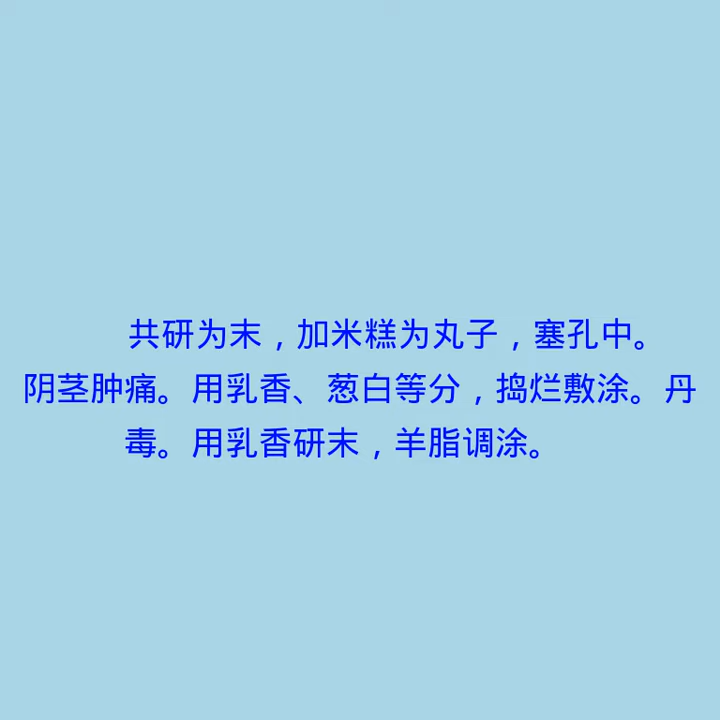 共研为末，加米糕为丸子，塞孔中。
阴茎肿痛。用乳香、葱白等分，捣烂敷涂。丹
毒。用乳香研末，羊脂调涂。